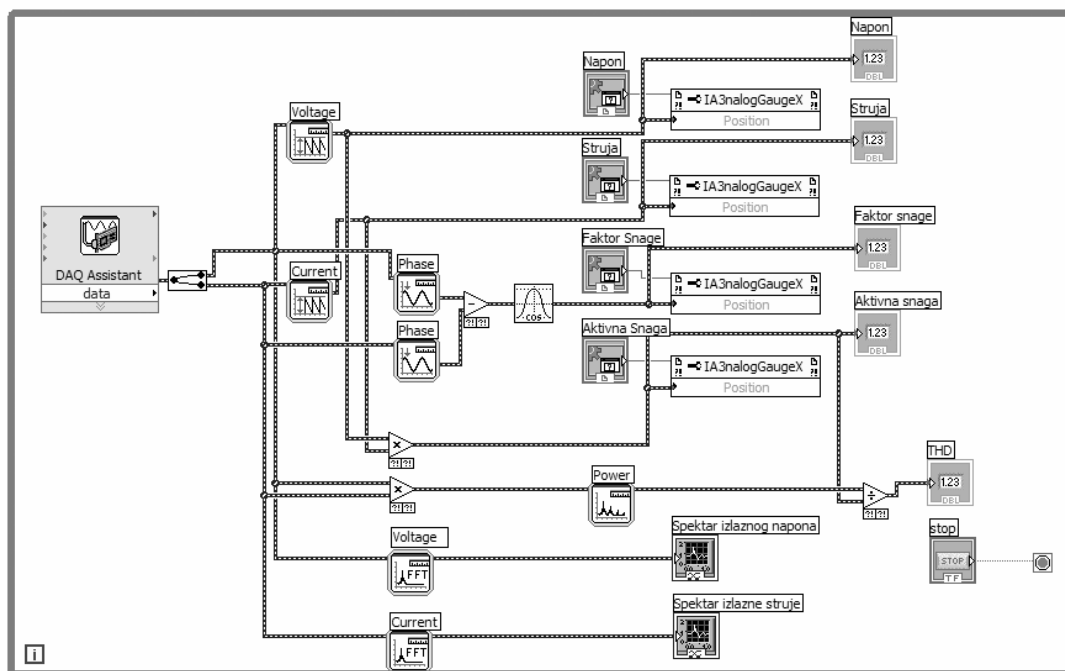 Napon
1.23
DBL
Napon
IA3nalogGaugeX
Position
Struja
1.23
DBL
Voltage
Struja
IA3nalogGaugeX
Position
DAQ Assistant
data
Faktor snage
1.23
Faktor Snage
IA3nalogGaugeX
Position
Current
Phase
COS
Aktivna snaga
1.23
DBL
Phase
Aktivna Snaga
IA3nalogGaugeX
Position
THD
1.23
DBL
Power
Spektar izlaznog napona
stop
STOP
TF
Voltage
FFT
Spektar izlazne struje
Current
FFT
i